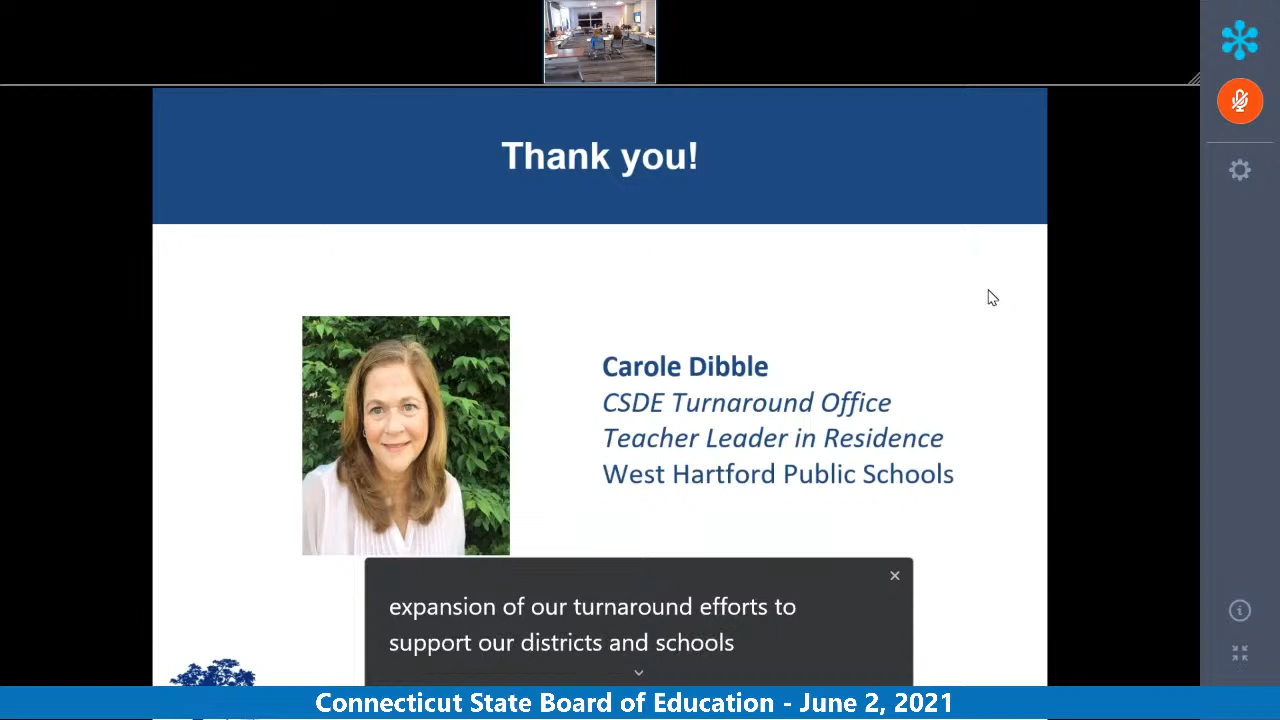 Thank you!
Carole Dibble
CSDE Turnaround Office
Teacher Leader in Residence
West Hartford Public Schools
expansion of our turnaround efforts to
support our districts and schools
Connecticut State Board of Education - June 2, 2021